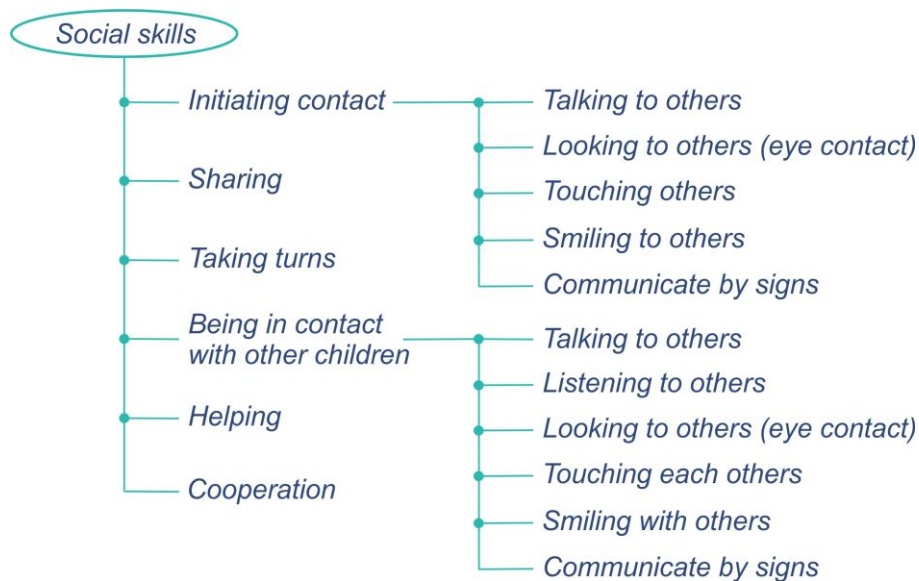 Social skills
Initiating contact
Talking to others
Looking to others (eye contact)
Touching others
Smiling to others
Communicate by signs
Sharing
Taking turns
Being in contact
with other children
Talking to others
Listening to others
Looking to others (eye contact)
Touching each others
Smiling with others
Communicate by signs
Helping
Cooperation